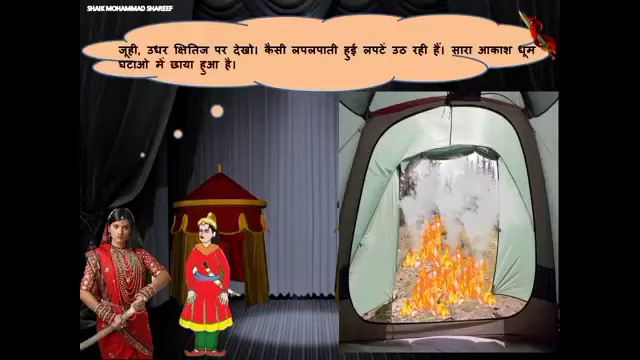 SHAIK MOHAMMAD SHAREEF
जूही, उधर क्षितिज पर देखो। कैसी लपलपाती हुई लपटें उठ रही हैं। सारा आकाश धूम
घटाओ में छाया हुआ है।